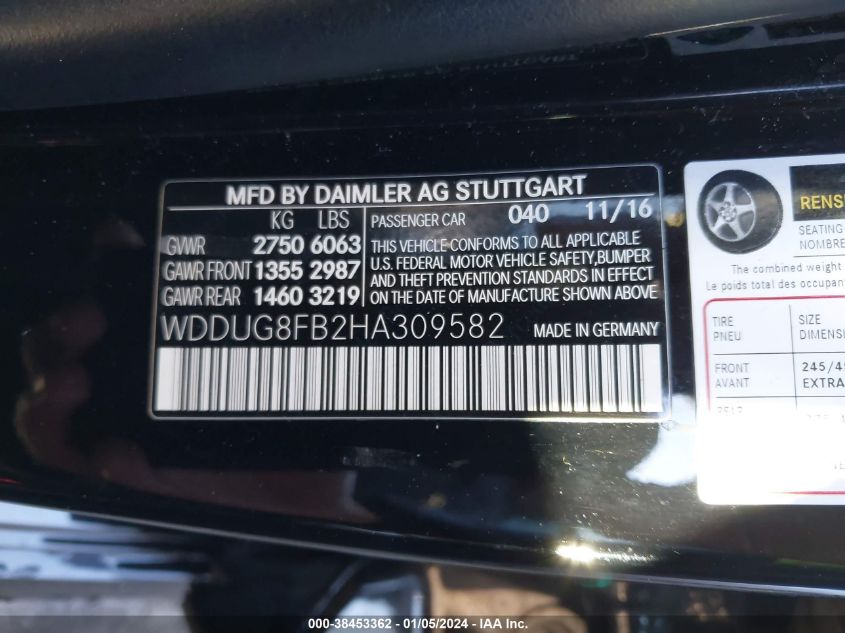 MFD BY DAIMLER AG STUTTGART
KG LBS
GVWR 2750 6063
GAWR FRONT 1355 2987
GAWR REAR 1460 3219
PASSENGER CAR 040 11/16
THIS VEHICLE CONFORMS TO ALL APPLICABLE
U.S. FEDERAL MOTOR VEHICLE SAFETY,BUMPER
AND THEFT PREVENTION STANDARDS IN EFFECT
ON THE DATE OF MANUFACTURE SHOWN ABOVE
WDDUG8FB2HA309582 MADE IN GERMANY
SEATING
NOMBRE
The combined weight
Le poids total des occupant
TIRE SIZE
PNEU DIMENSI
FRONT 245/4
AVANT EXTRA
000-38453362 - 01/05/2024 - IAA Inc.